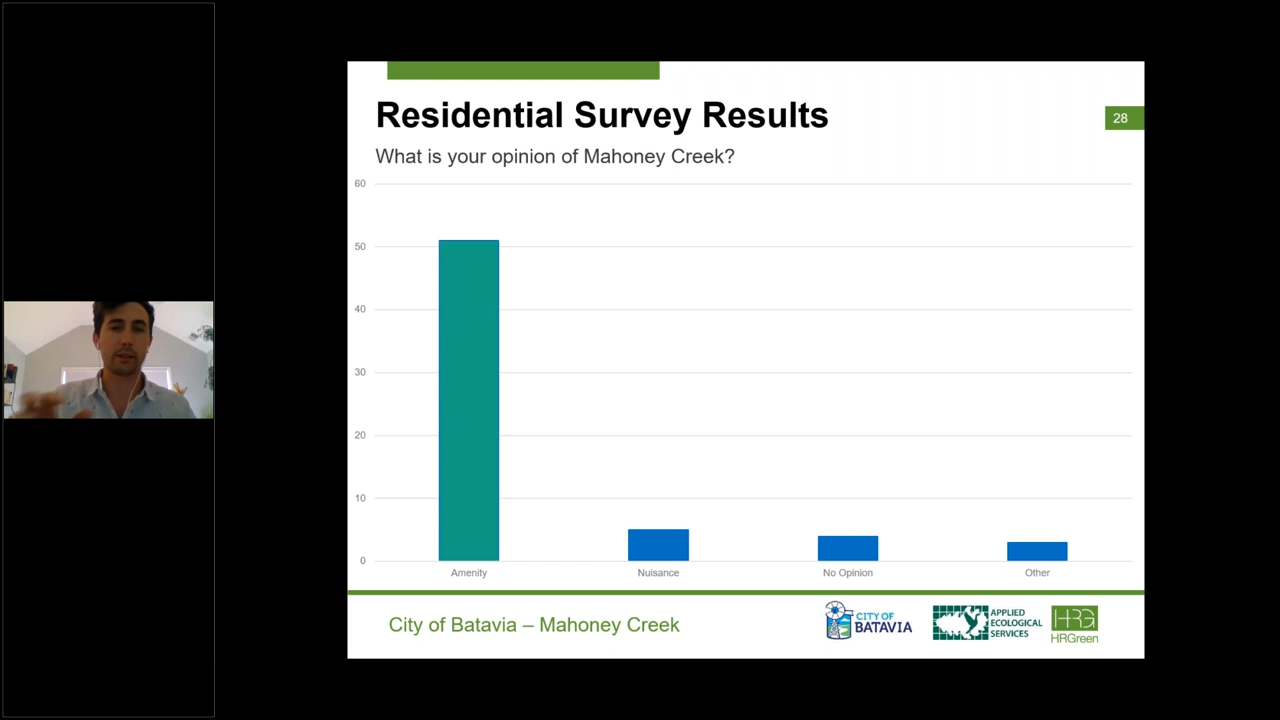 Residential Survey Results
28
What is your opinion of Mahoney Creek?
60
50
40
30
20
10
0
Amenity
Nuisance
No Opinion
Other
City of Batavia – Mahoney Creek
CITY OF
BATAVIA
APPLIED
ECOLOGICAL
SERVICES
HRG
HRGreen